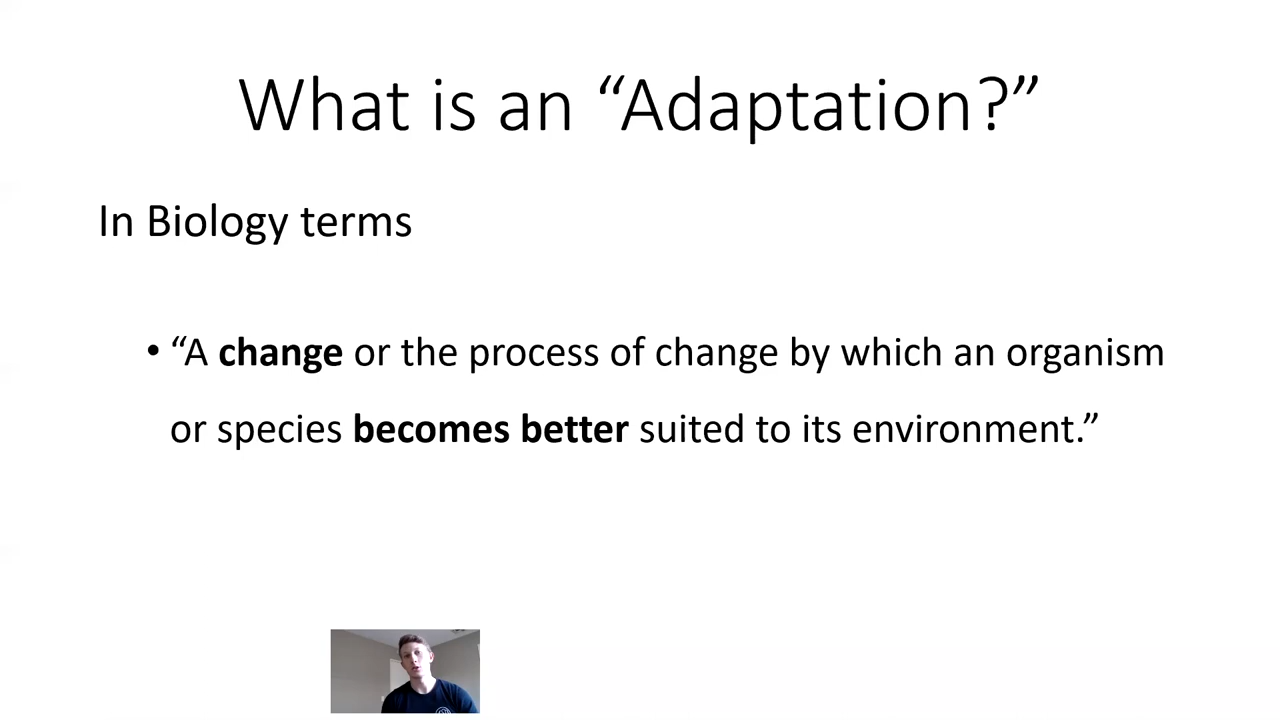 What is an “Adaptation?”
In Biology terms
• “A change or the process of change by which an organism
or species becomes better suited to its environment.”